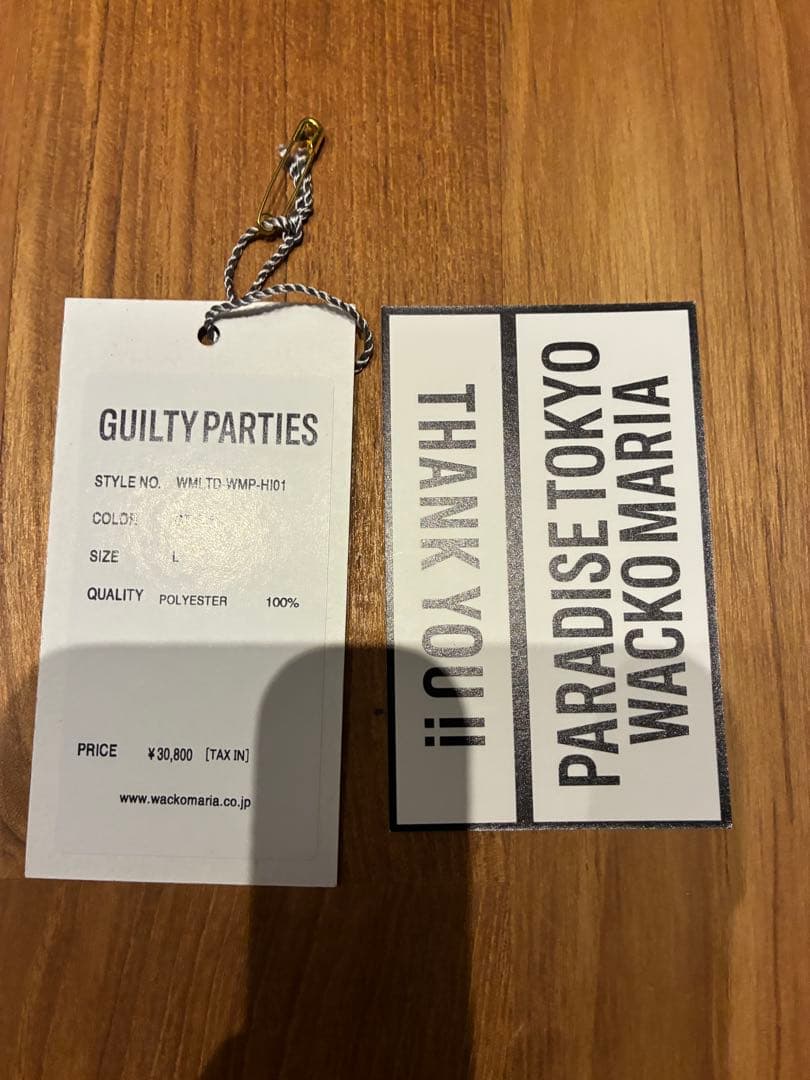 GUILTY PARTIES
STYLE NO. WMLTD-WMP-HI01
COLOR
SIZE L
QUALITY POLYESTER 100%
PRICE ¥30,800 [TAX IN]
www.wackomaria.co.jp
THANK YOU!!
PARADISE TOKYO
WACKO MARIA